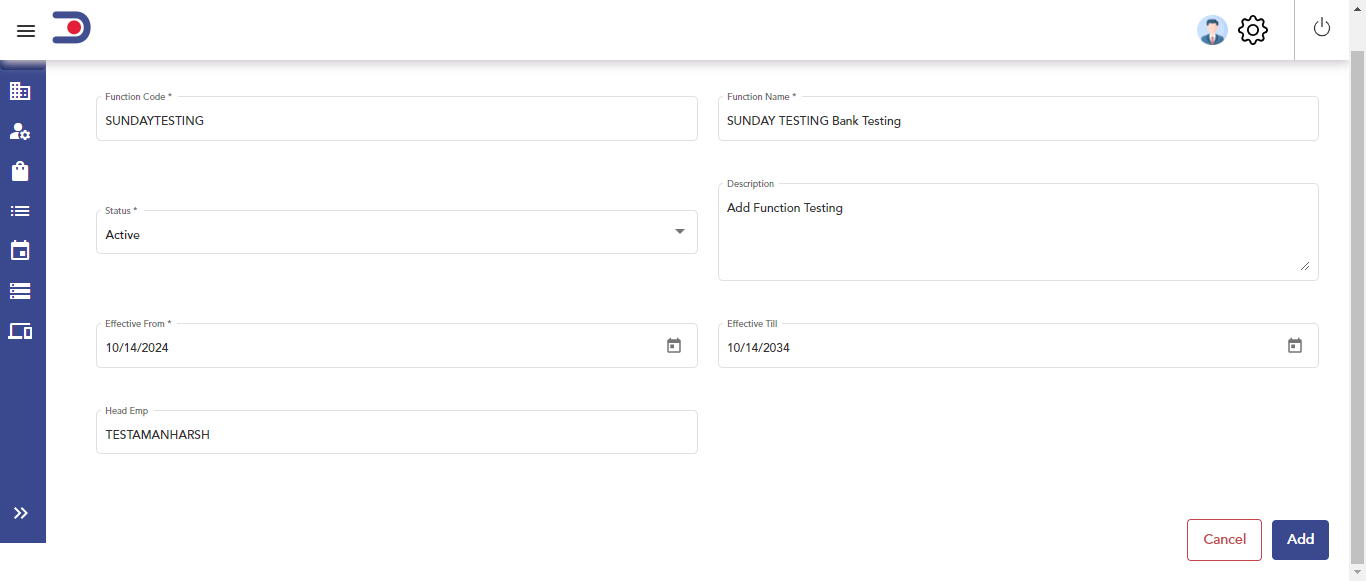 Function Code *
SUNDAYTESTING
Function Name *
SUNDAY TESTING Bank Testing
Status *
Active
Description
Add Function Testing
Effective From *
10/14/2024
Effective Till
10/14/2034
Head Emp
TESTAMANHARSH
Cancel
Add